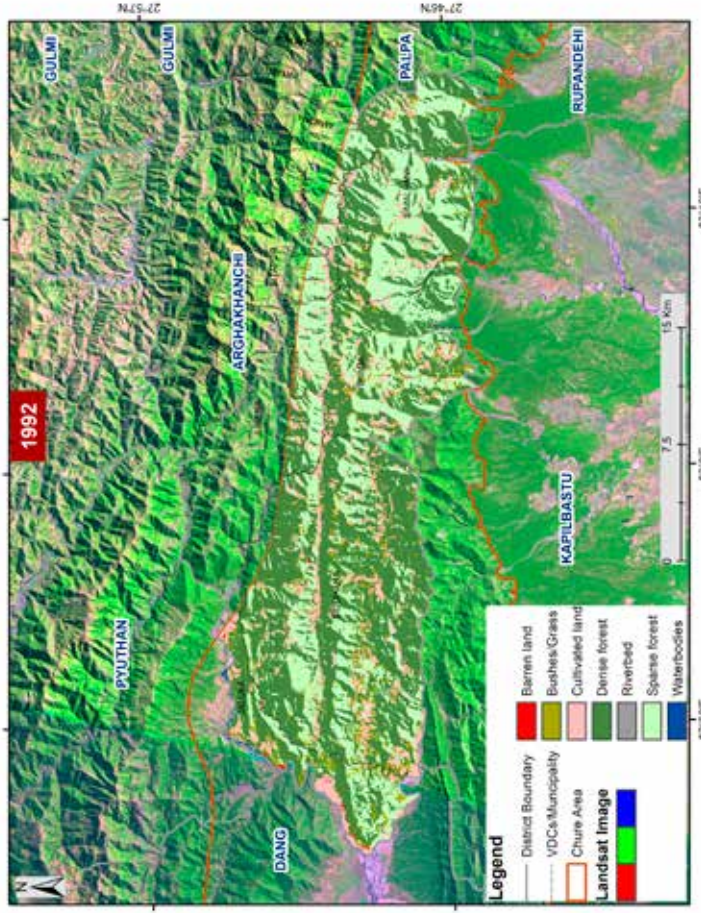 1992
N
GULMI
GULMI
PYUTHAN
ARGHAKHANCHI
PALPA
DANG
KAPILBASTU
RUPANDEHI
27°57'N
27°46'N
0 7.5 15 Km
Legend
District Boundary
VDCs/Muncipality
Chure Area
Landsat Image
Barren land
Bushes/Grass
Cultivated land
Dense forest
Riverbed
Sparse forest
Waterbodies